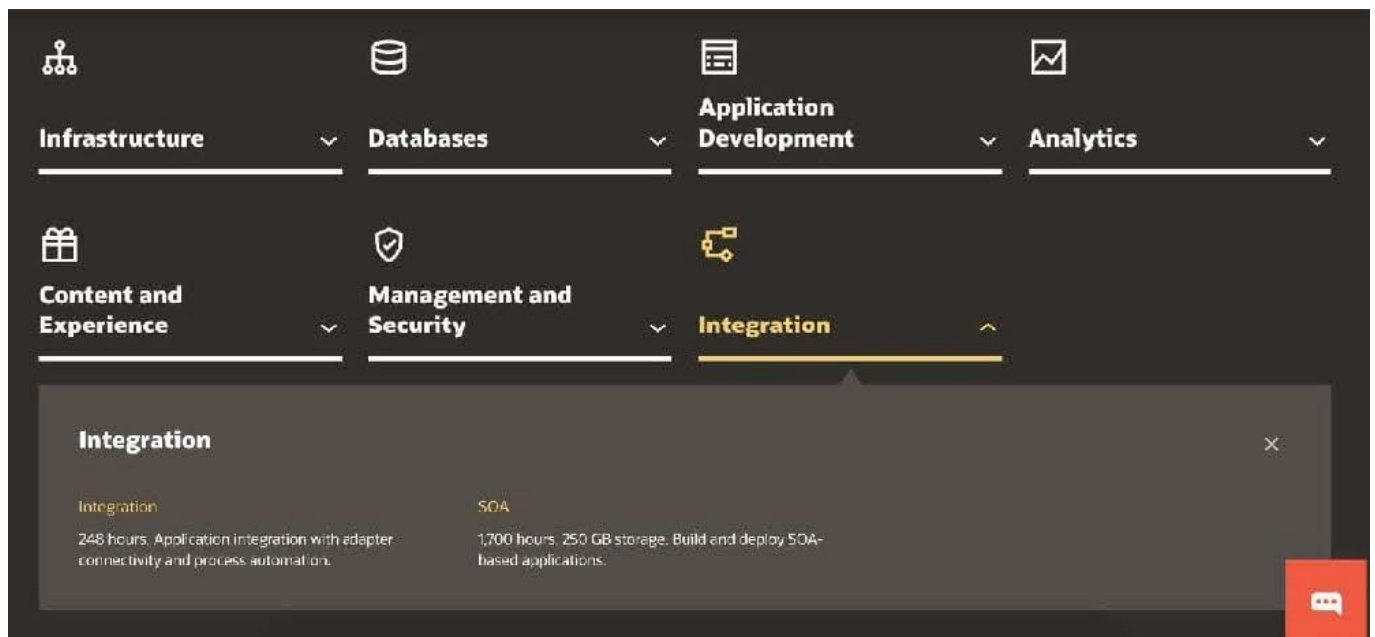 Infrastructure
Databases
Application
Development
Analytics
Content and
Experience
Management and
Security
Integration
Integration
Integration
248 hours. Application integration with adapter
connectivity and process automation.
SOA
1,700 hours, 250 GB storage. Build and deploy SOA-
based applications.